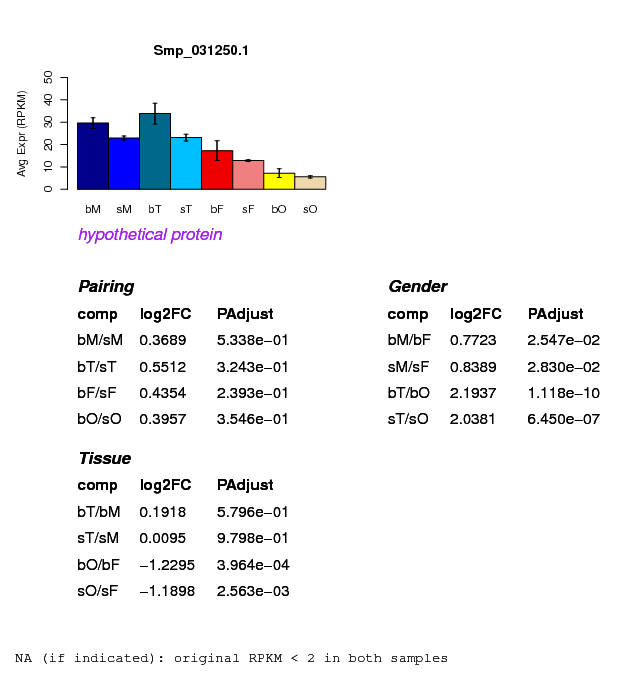 Smp_031250.1
Avg Expr (RPKM)
50
40
30
20
10
0
bM sM bT sT bF sF bO sO
hypothetical protein
Pairing
comp log2FC PAdjust
bM/sM 0.3689 5.338e−01
bT/sT 0.5512 3.243e−01
bF/sF 0.4354 2.393e−01
bO/sO 0.3957 3.546e−01
Gender
comp log2FC PAdjust
bM/bF 0.7723 2.547e−02
sM/sF 0.8389 2.830e−02
bT/bO 2.1937 1.118e−10
sT/sO 2.0381 6.450e−07
Tissue
comp log2FC PAdjust
bT/bM 0.1918 5.796e−01
sT/sM 0.0095 9.798e−01
bO/bF −1.2295 3.964e−04
sO/sF −1.1898 2.563e−03
NA (if indicated): original RPKM < 2 in both samples